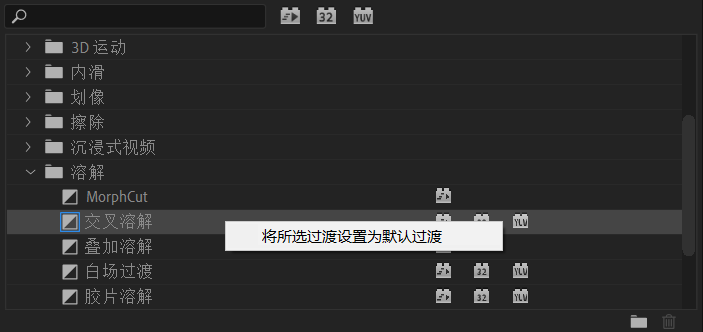 32 YUV
3D 运动
内滑
划像
擦除
沉浸式视频
溶解
MorphCut
交叉溶解 YUV
将所选过渡设置为默认过渡
叠加溶解
白场过渡 32 YUV
胶片溶解 32 YUV